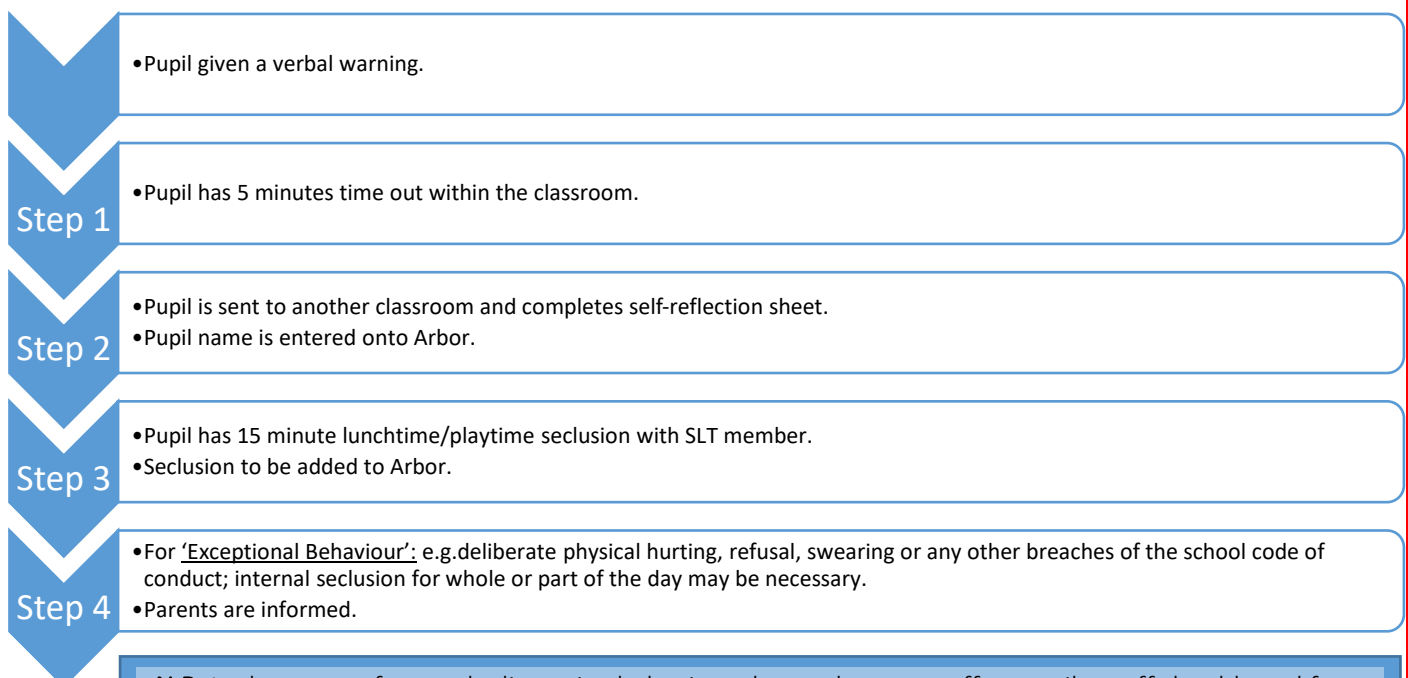 •Pupil given a verbal warning.
Step 1
•Pupil has 5 minutes time out within the classroom.
Step 2
•Pupil is sent to another classroom and completes self-reflection sheet.
•Pupil name is entered onto Arbor.
Step 3
•Pupil has 15 minute lunchtime/playtime seclusion with SLT member.
•Seclusion to be added to Arbor.
Step 4
•For ‘Exceptional Behaviour’: e.g.deliberate physical hurting, refusal, swearing or any other breaches of the school code of
conduct; internal seclusion for whole or part of the day may be necessary.
•Parents are informed.